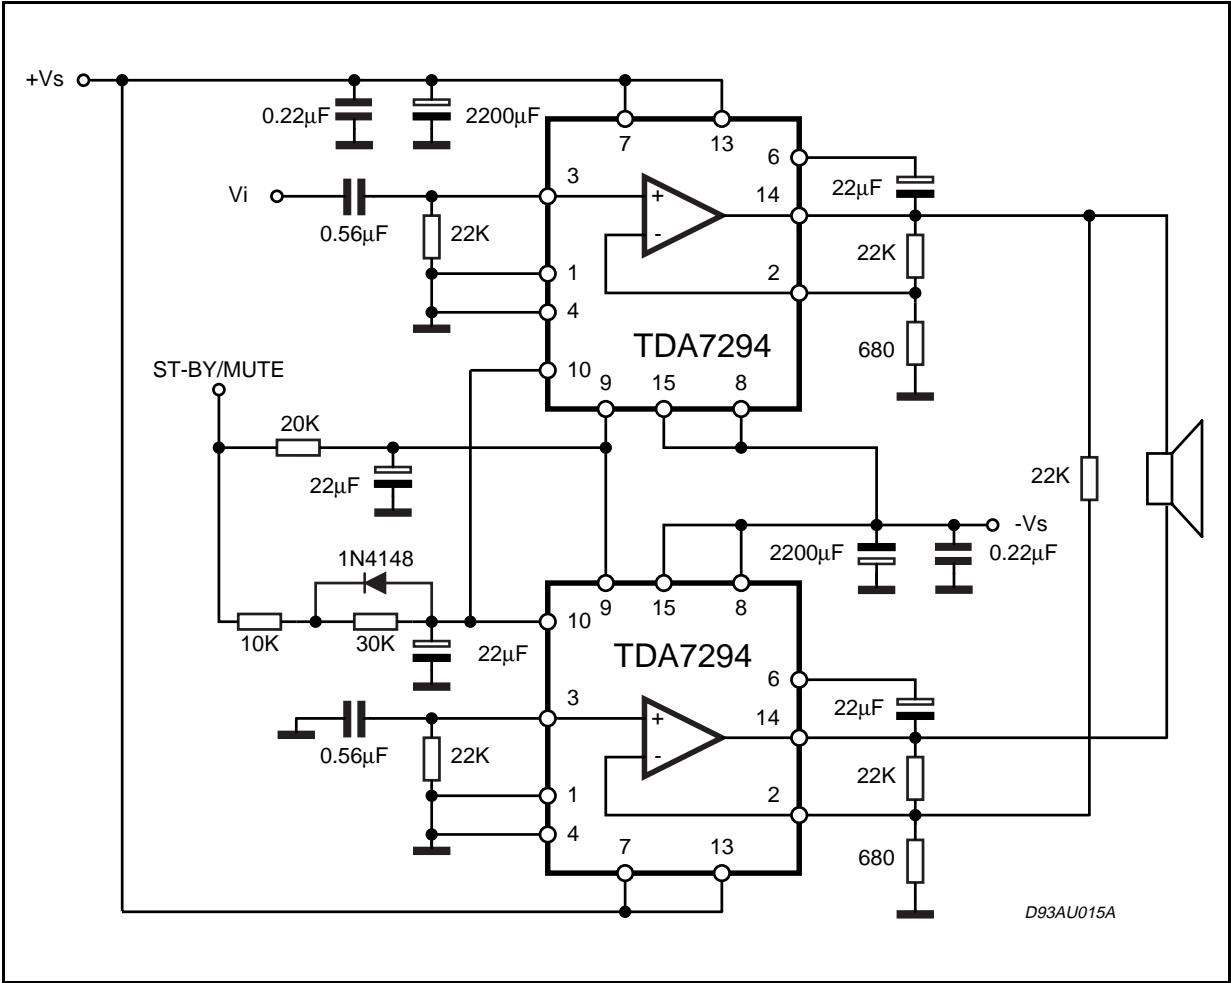 +Vs
0.22μF
2200μF
7
13
6
3
22μF
14
Vi
+
0.56μF
22K
-
22K
1
2
4
TDA7294
680
ST-BY/MUTE
10
9
15
8
20K
22μF
22K
-Vs
2200μF
0.22μF
1N4148
9
15
8
10
10K
30K
22μF
TDA7294
6
3
22μF
14
+
0.56μF
22K
-
22K
1
2
4
7
13
680
D93AU015A